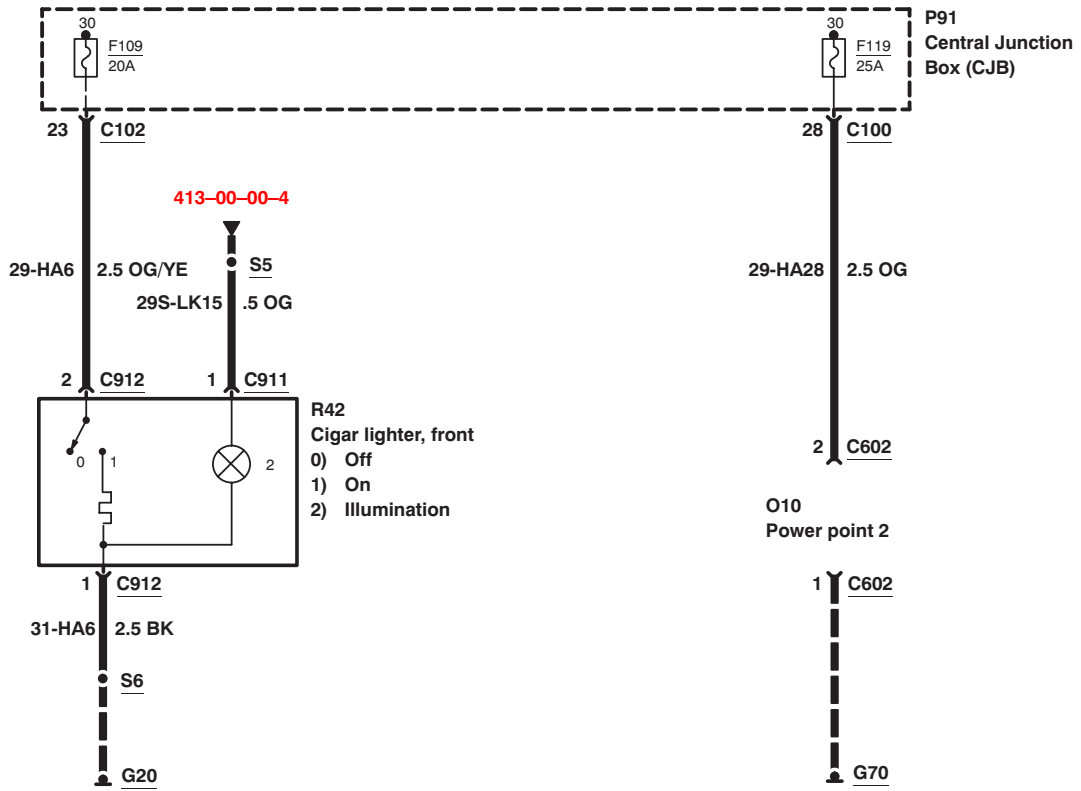 30
F109
20A
30
F119
25A
P91
Central Junction
Box (CJB)
23 C102
28 C100
413–00–00–4
29-HA6 2.5 OG/YE
S5
29S-LK15 .5 OG
29-HA28 2.5 OG
2 C912
1 C911
0
1
2
R42
Cigar lighter, front
0) Off
1) On
2) Illumination
2 C602
O10
Power point 2
1 C912
1 C602
31-HA6 2.5 BK
S6
G20
G70